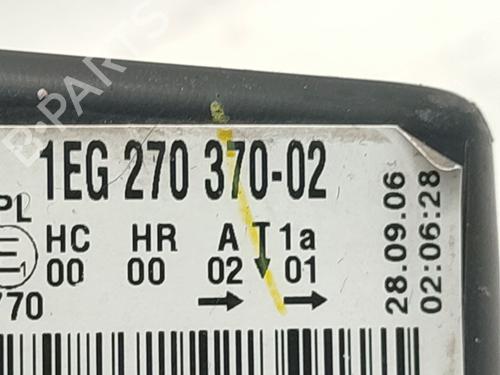 B-PARTS
1EG 270 370-02
PL
HC HR A 1a
E1
00 00 02 01
770
28.09.06
02:06:28